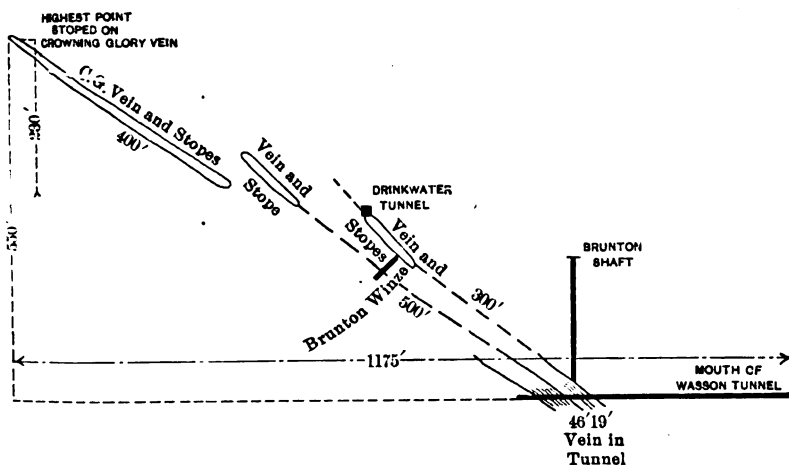 HIGHEST POINT
STOPED ON
CROWNING GLORY VEIN
C.G. Vein and Stopes
400'
550'
Vein and
Stope
DRINKWATER
TUNNEL
Vein and
Stopes
Brunton Winze
300'
500'
BRUNTON
SHAFT
1175'
MOUTH OF
WASSON TUNNEL
46'19'
Vein in
Tunnel